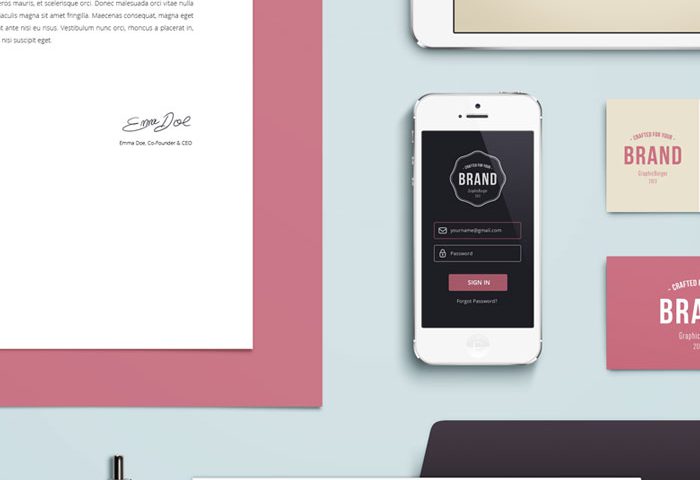 eros mauris, et scelerisque orci. Donec malesuada orci vitae nulla
iaculis magna sit amet fringilla. Maecenas consequat, magna eget
ante nisi eu risus. Vestibulum nunc orci, rhoncus a placerat in,
nisi suscipit eget.
Emma Doe
Emma Doe, Co-Founder & CEO
- CRAFTED FOR YOUR -
BRAND
GraphicBurger
2013
yourname@gmail.com
Password
SIGN IN
Forgot Password?
- CRAFTED FOR YOUR -
BRAND
GraphicBurger
2013
- CRAFTED
BRA
Graphic
20